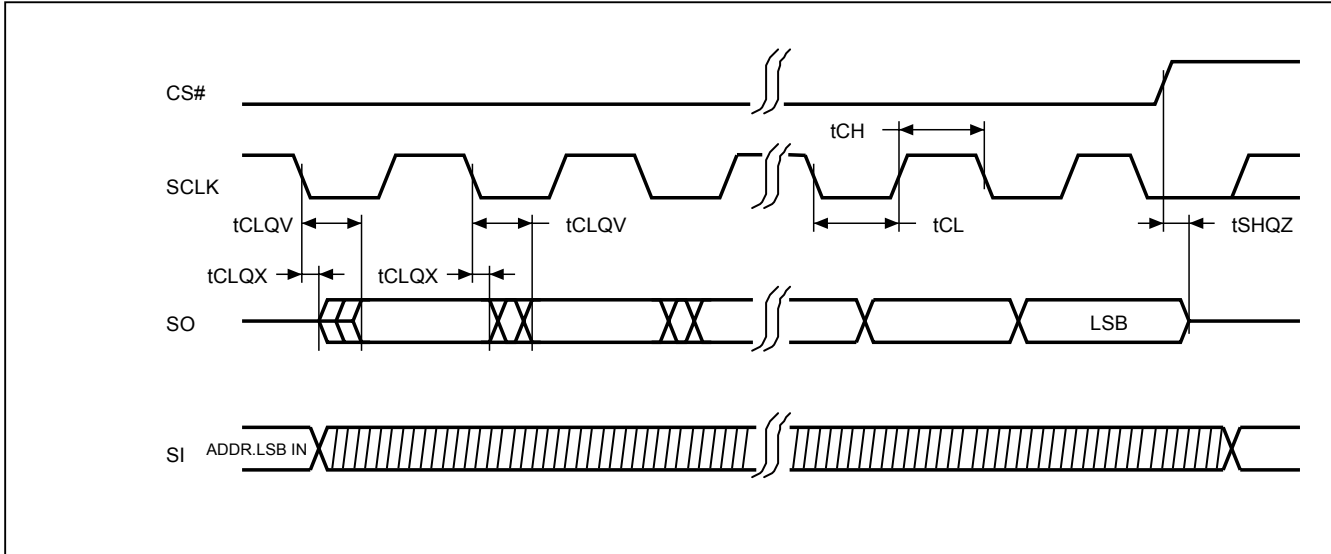 CS#
tCH
SCLK
tCLQV
tCLQV
tCL
tSHQZ
tCLQX
tCLQX
SO
LSB
SI
ADDR.LSB IN